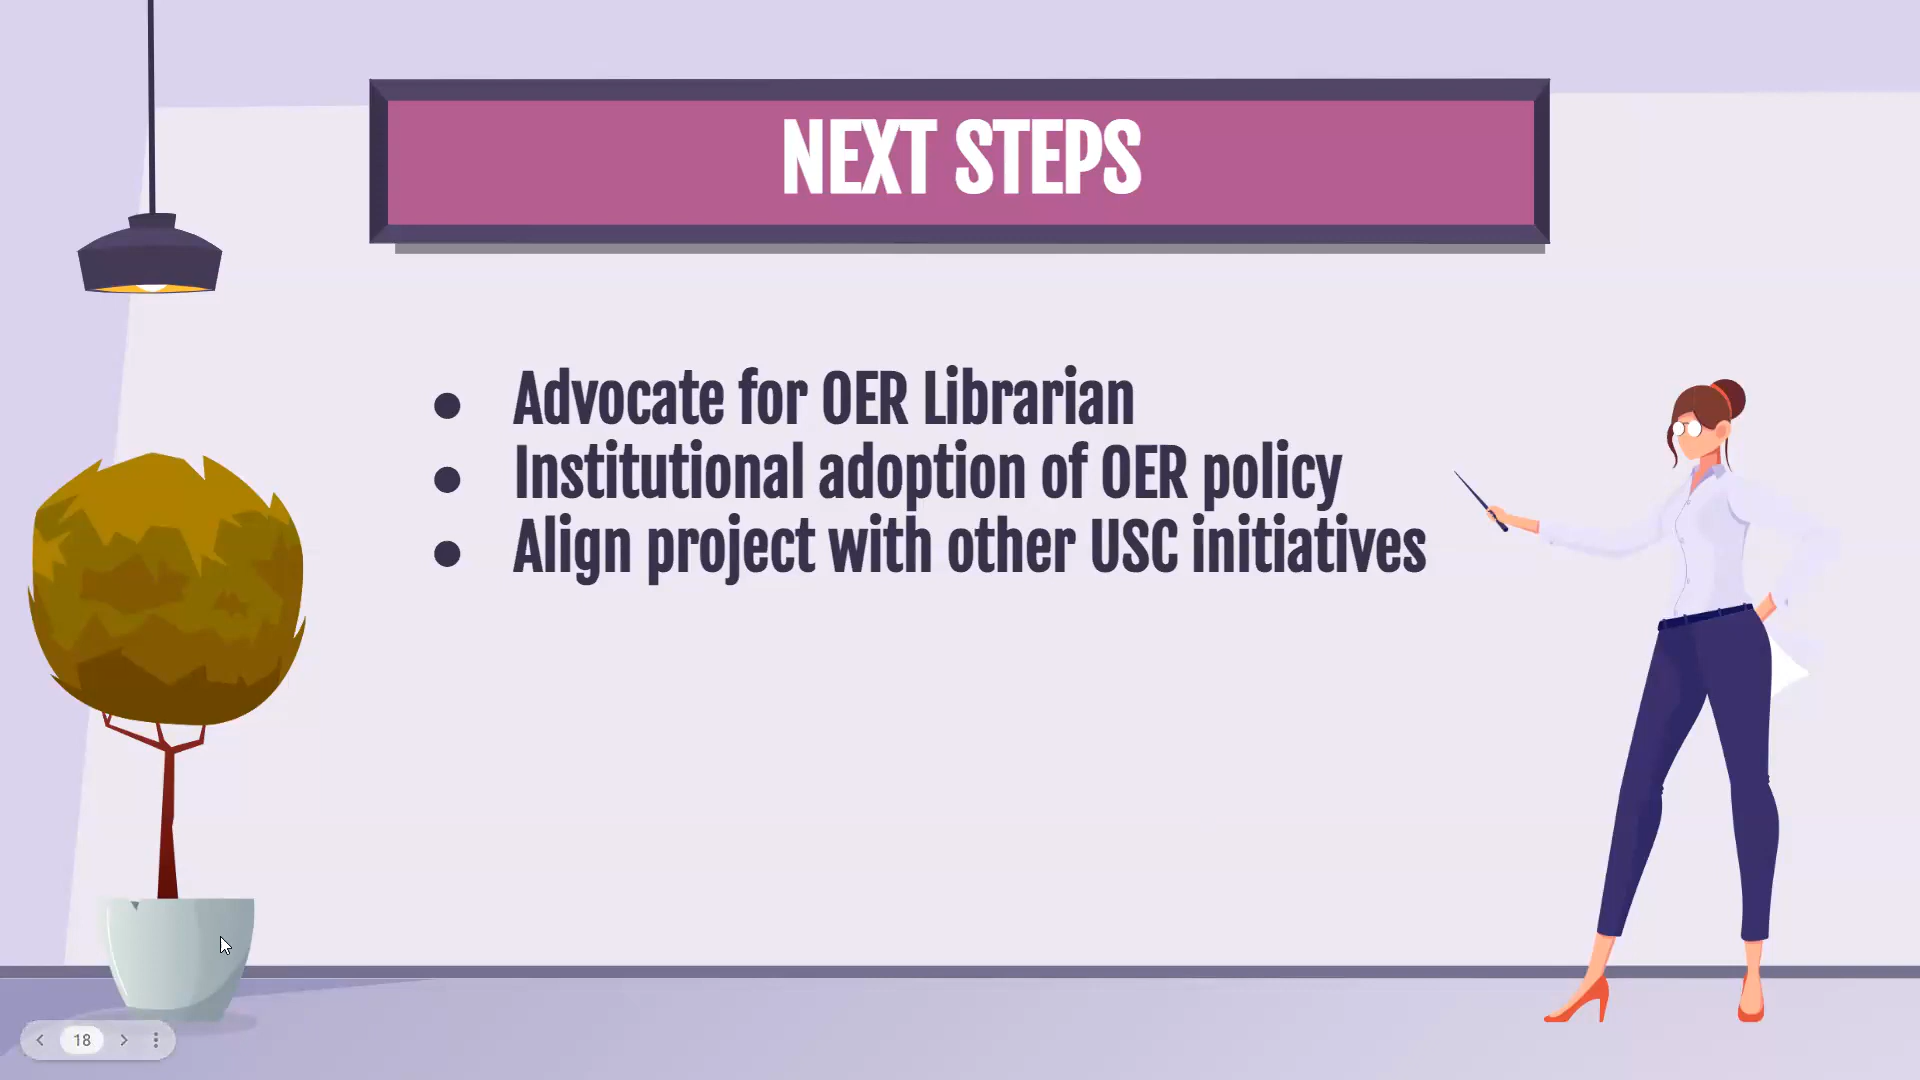 NEXT STEPS
● Advocate for OER Librarian
● Institutional adoption of OER policy
● Align project with other USC initiatives
18